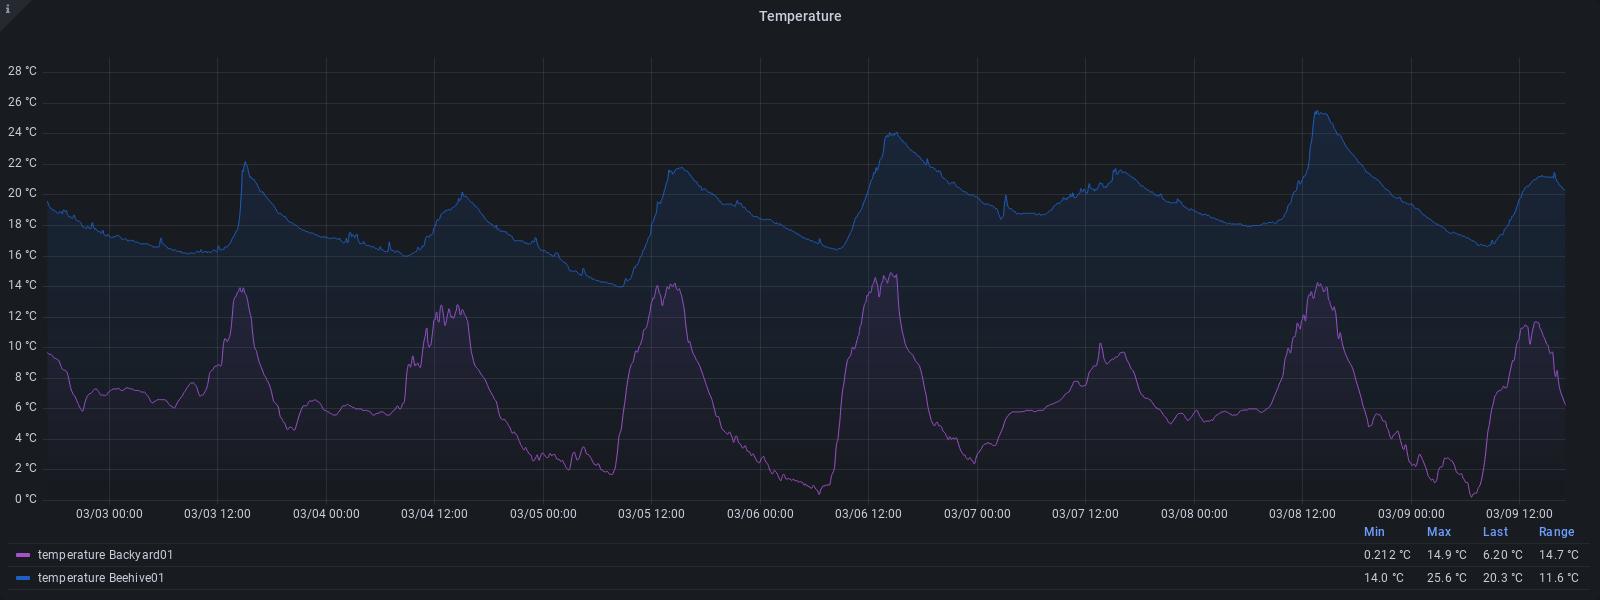 i
Temperature
28 °C
26 °C
24 °C
22 °C
20 °C
18 °C
16 °C
14 °C
12 °C
10 °C
8 °C
6 °C
4 °C
2 °C
0 °C
03/03 00:00 03/03 12:00 03/04 00:00 03/04 12:00 03/05 00:00 03/05 12:00 03/06 00:00 03/06 12:00 03/07 00:00 03/07 12:00 03/08 00:00 03/08 12:00 03/09 00:00 03/09 12:00
Min Max Last Range
temperature Backyard01 0.212 °C 14.9 °C 6.20 °C 14.7 °C
temperature Beehive01 14.0 °C 25.6 °C 20.3 °C 11.6 °C